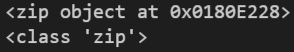 <zip object at 0x0180E228>
<class 'zip'>